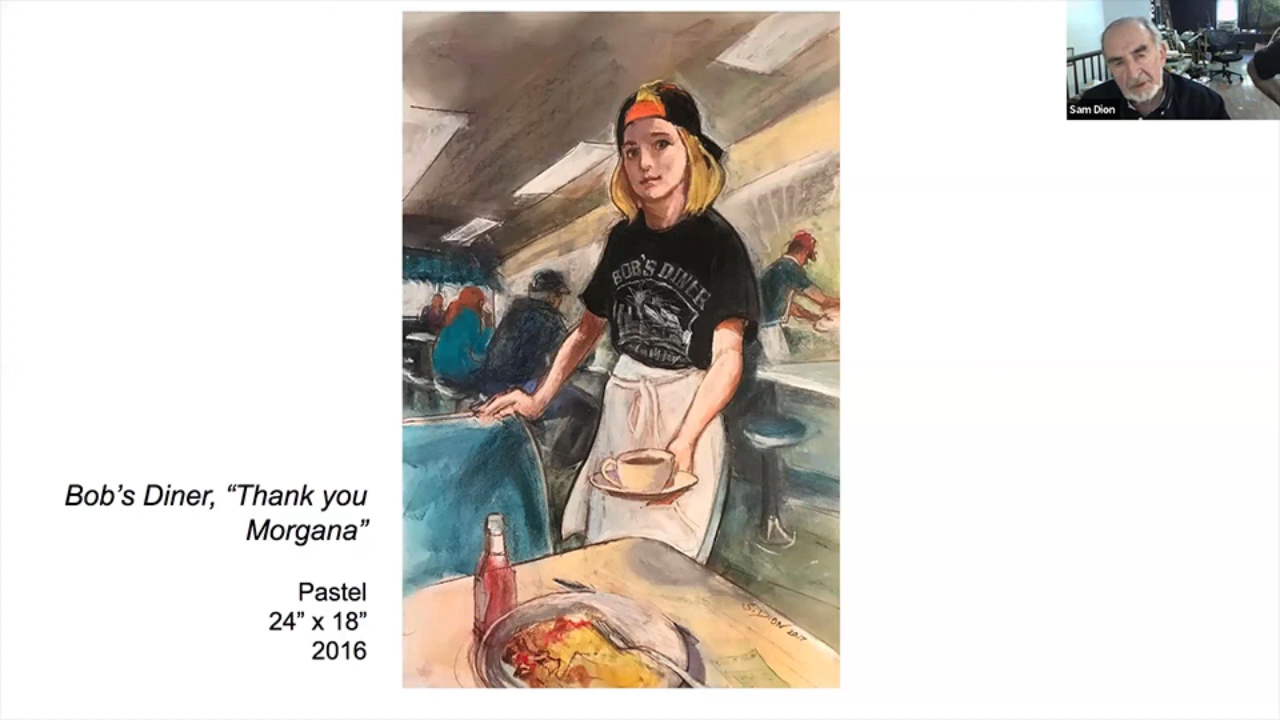 Sam Dion
BOB'S DINER
Bob's Diner, “Thank you
Morgana”
Pastel
24” x 18”
2016
S. DION 2017